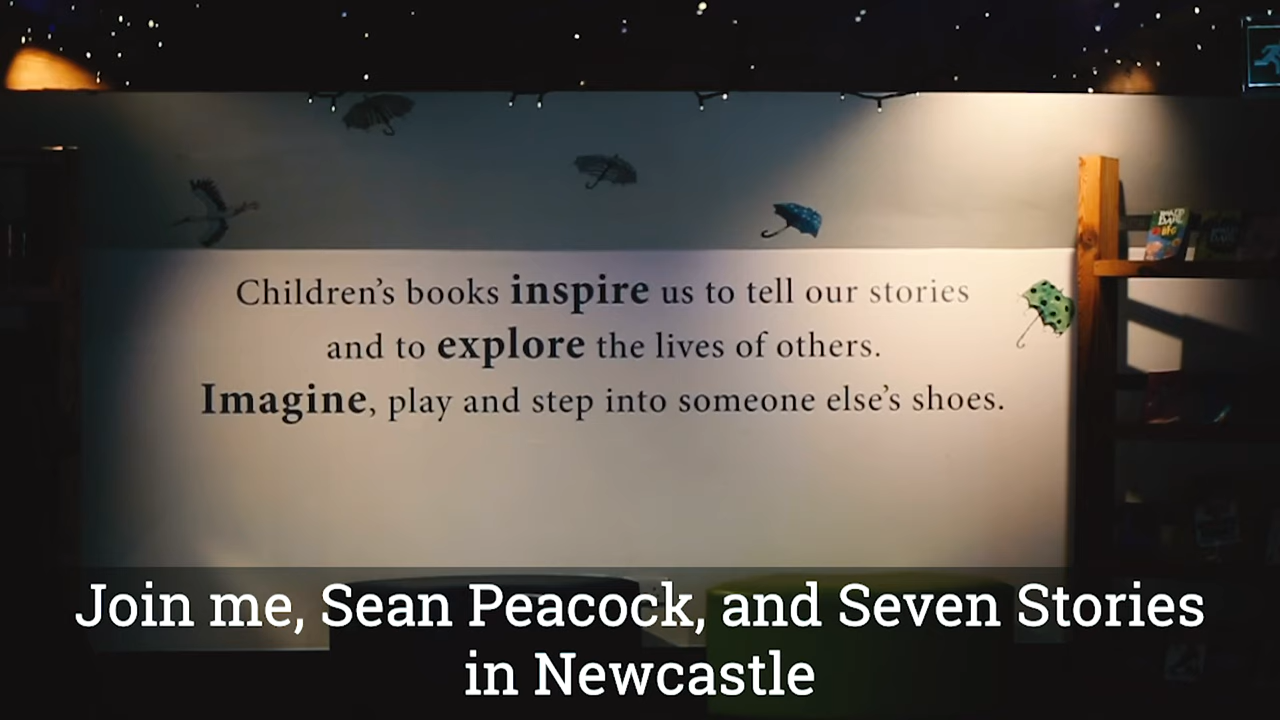 Children's books inspire us to tell our stories
and to explore the lives of others.
Imagine, play and step into someone else's shoes.
Join me, Sean Peacock, and Seven Stories
in Newcastle